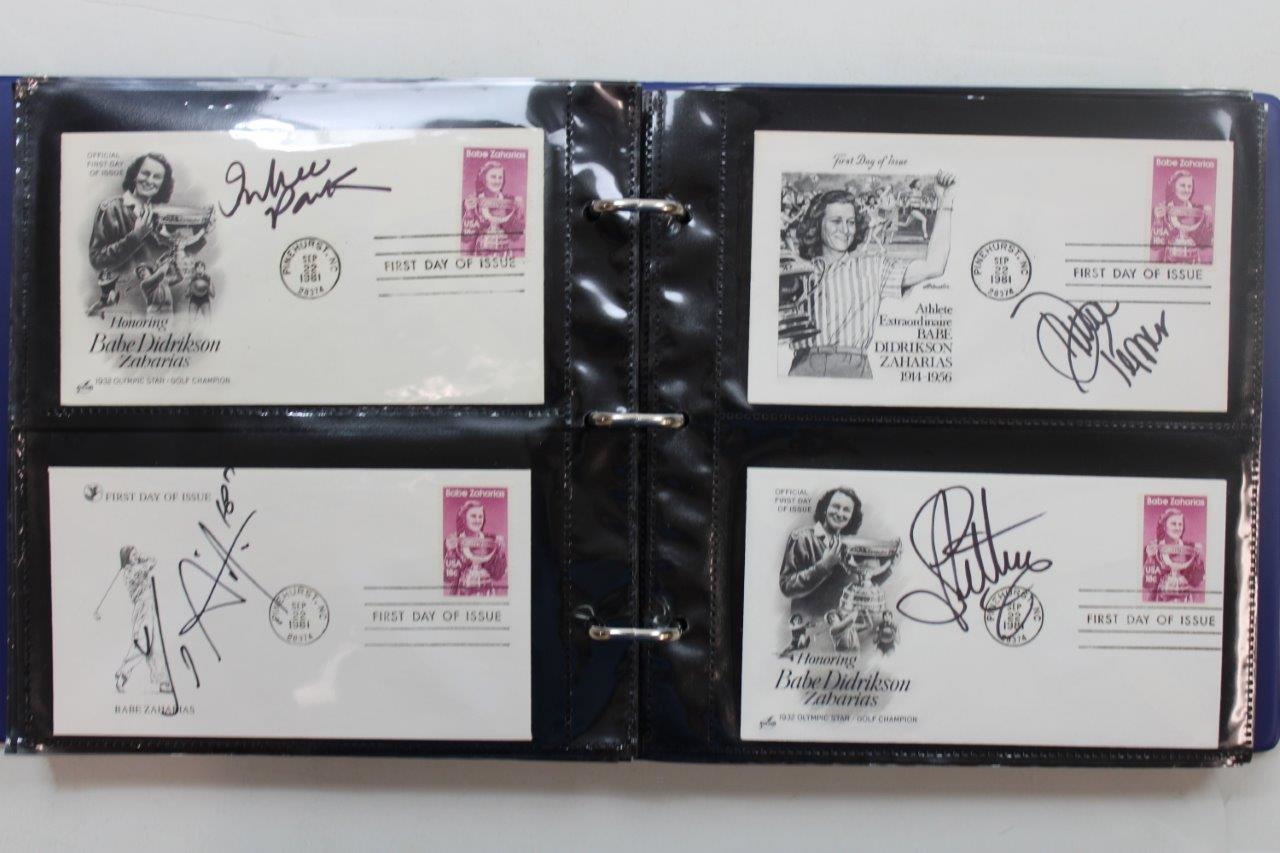 OFFICIAL
FIRST DAY
OF ISSUE
Inbee
Park
Babe Zaharias
USA
18c
PINEHURST, NC
SEP
22
1981
28374
FIRST DAY OF ISSUE
Honoring
Babe Didrikson
Zaharias
1932 OLYMPIC STAR / GOLF CHAMPION
First Day of Issue
Babe Zaharias
USA
18c
PINEHURST, NC
SEP
22
1981
28374
FIRST DAY OF ISSUE
Athlete
Extraordinaire
BABE
DIDRIKSON
ZAHARIAS
1914-1956
FIRST DAY OF ISSUE
Babe Zaharias
USA
18c
PINEHURST, NC
SEP
22
1981
28374
FIRST DAY OF ISSUE
BABE ZAHARIAS
OFFICIAL
FIRST DAY
OF ISSUE
Babe Zaharias
USA
18c
PINEHURST, NC
SEP
22
1981
28374
FIRST DAY OF ISSUE
Honoring
Babe Didrikson
Zaharias
1932 OLYMPIC STAR / GOLF CHAMPION